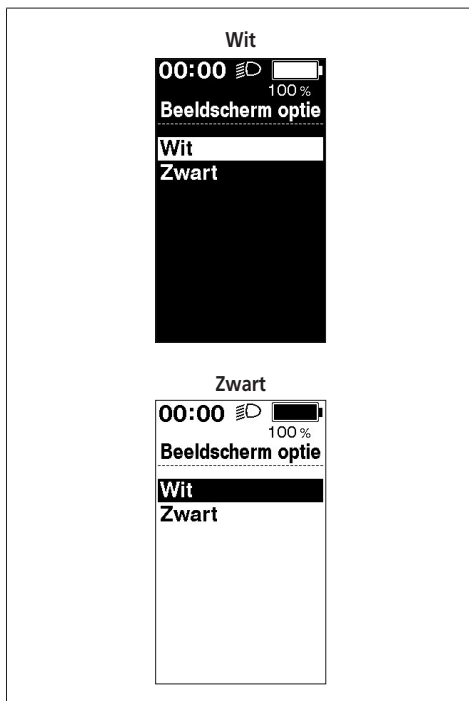 Wit
00:00
100 %
Beeldscherm optie
Wit
Zwart
Zwart
00:00
100 %
Beeldscherm optie
Wit
Zwart